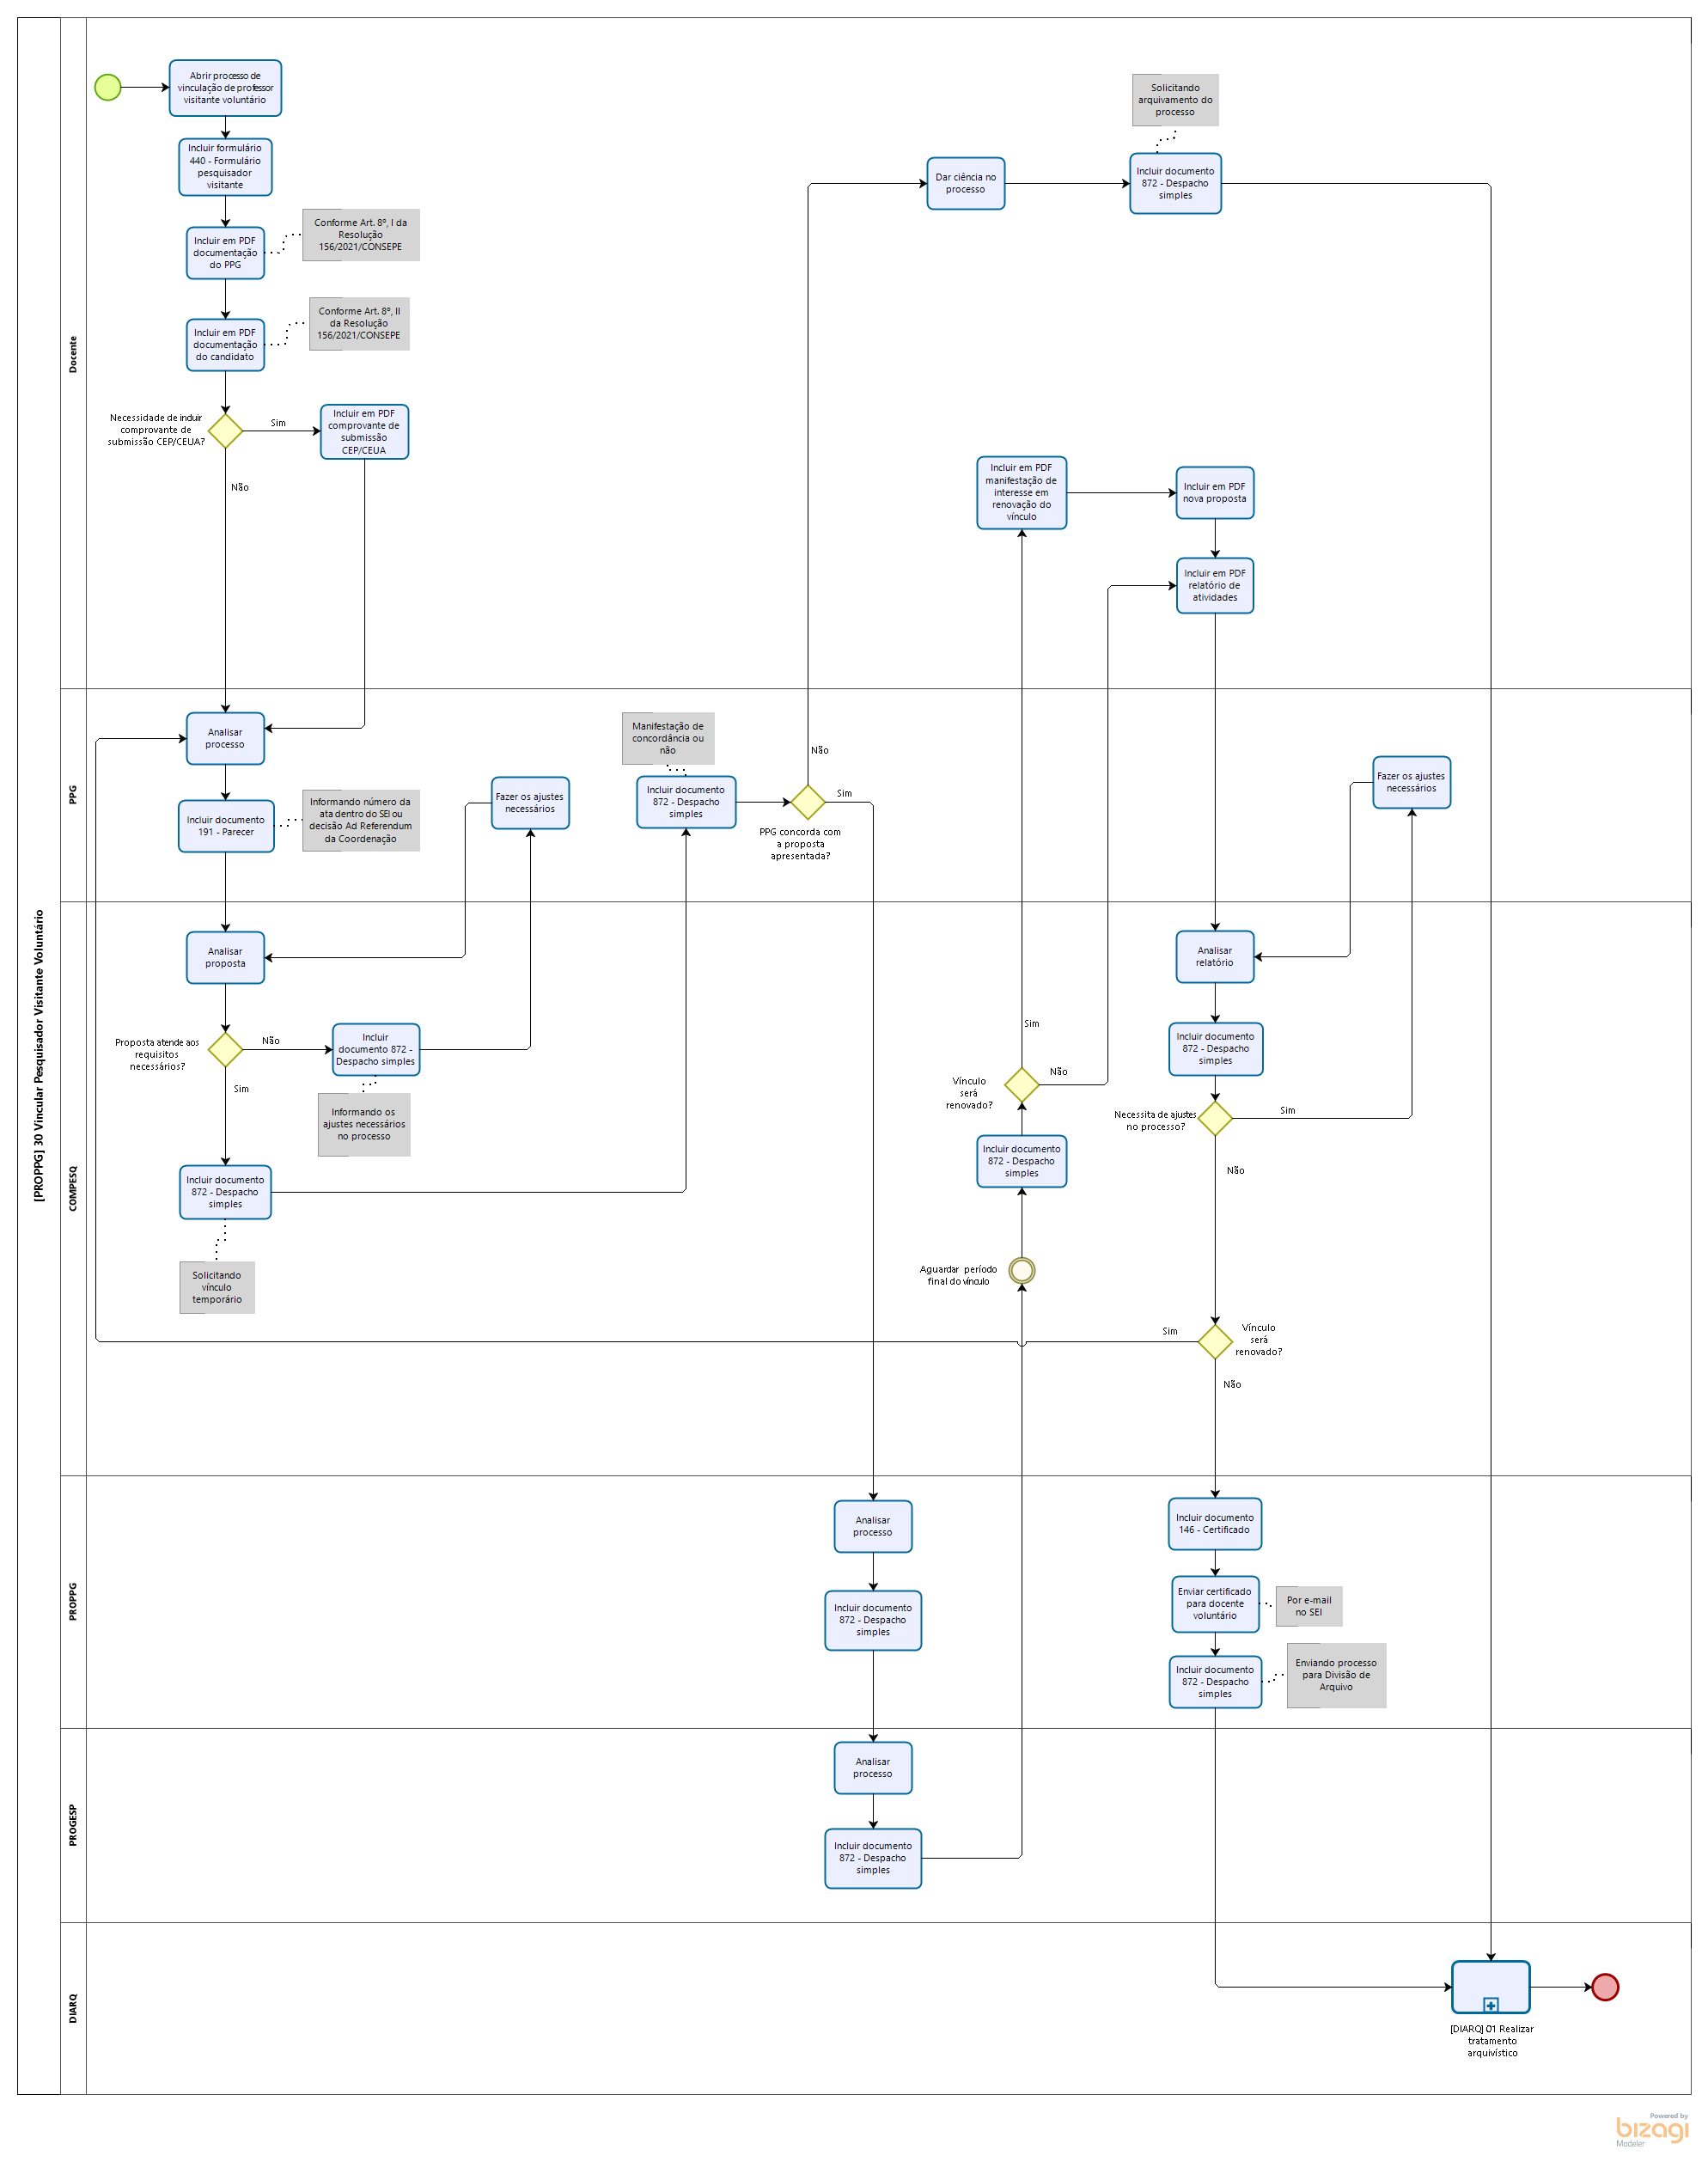 [PROPPG] 30 Vincular Pesquisador Visitante Voluntário
Docente
Abrir processo de
vinculação de professor
visitante voluntário
Incluir formulário
440 - Formulário
pesquisador
visitante
Incluir em PDF
documentação
do PPG
Conforme Art. 8º, I da
Resolução
156/2021/CONSEPE
Incluir em PDF
documentação
do candidato
Conforme Art. 8º, II
da Resolução
156/2021/CONSEPE
Necessidade de incluir
comprovante de
submissão CEP/CEUA?
Sim
Não
Incluir em PDF
comprovante de
submissão
CEP/CEUA
Dar ciência no
processo
Solicitando
arquivamento do
processo
Incluir documento
872 - Despacho
simples
Incluir em PDF
manifestação de
interesse em
renovação do
vínculo
Incluir em PDF
nova proposta
Incluir em PDF
relatório de
atividades
PPG
Analisar
processo
Incluir documento
191 - Parecer
Informando número da
ata dentro do SEI ou
decisão Ad Referendum
da Coordenação
Fazer os ajustes
necessários
Manifestação de
concordância ou
não
Incluir documento
872 - Despacho
simples
Não
Sim
PPG concorda com
a proposta
apresentada?
Fazer os ajustes
necessários
COMPESQ
Analisar
proposta
Proposta atende aos
requisitos
necessários?
Não
Sim
Incluir
documento 872 -
Despacho simples
Informando os
ajustes necessários
no processo
Incluir documento
872 - Despacho
simples
Solicitando
vínculo
temporário
Sim
Vínculo
será
renovado?
Não
Incluir documento
872 - Despacho
simples
Aguardar período
final do vínculo
Analisar
relatório
Incluir documento
872 - Despacho
simples
Necessita de ajustes
no processo?
Sim
Não
Sim
Vínculo
será
renovado?
Não
PROPPG
Analisar
processo
Incluir documento
872 - Despacho
simples
Incluir documento
146 - Certificado
Enviar certificado
para docente
voluntário
Por e-mail
no SEI
Incluir documento
872 - Despacho
simples
Enviando processo
para Divisão de
Arquivo
PROGESP
Analisar
processo
Incluir documento
872 - Despacho
simples
DIARQ
[DIARQ] 01 Realizar
tratamento
arquivístico
Powered by
bizagi
Modeler